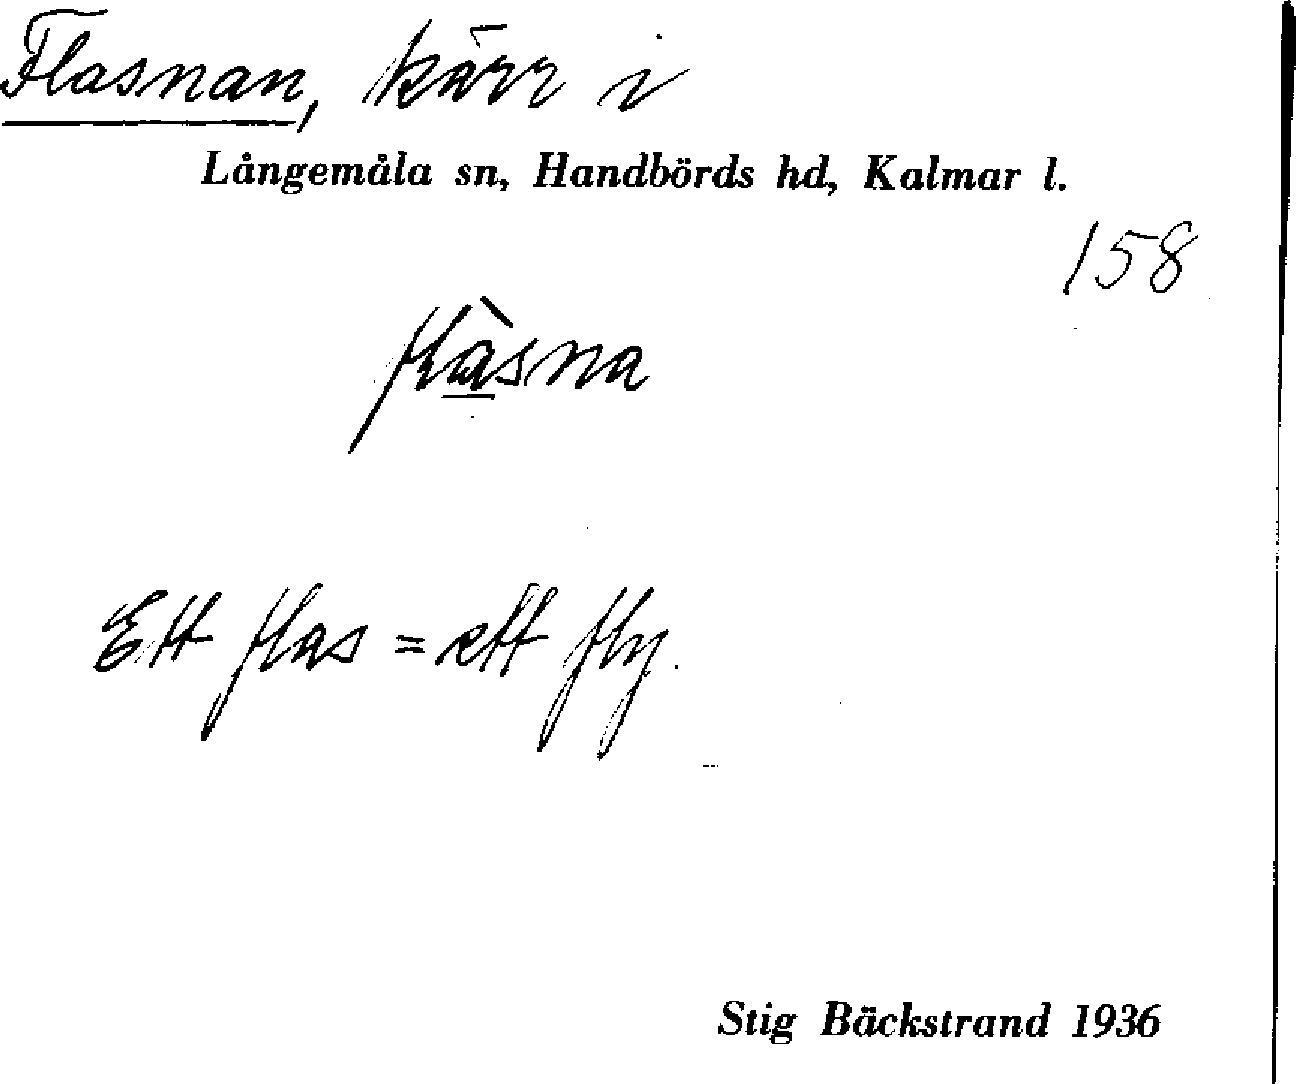 Flasnan, kärr i
Långemåla sn, Handbörds hd, Kalmar l.
158
flàsna
Ett flas = ett fly.
Stig Bäckstrand 1936